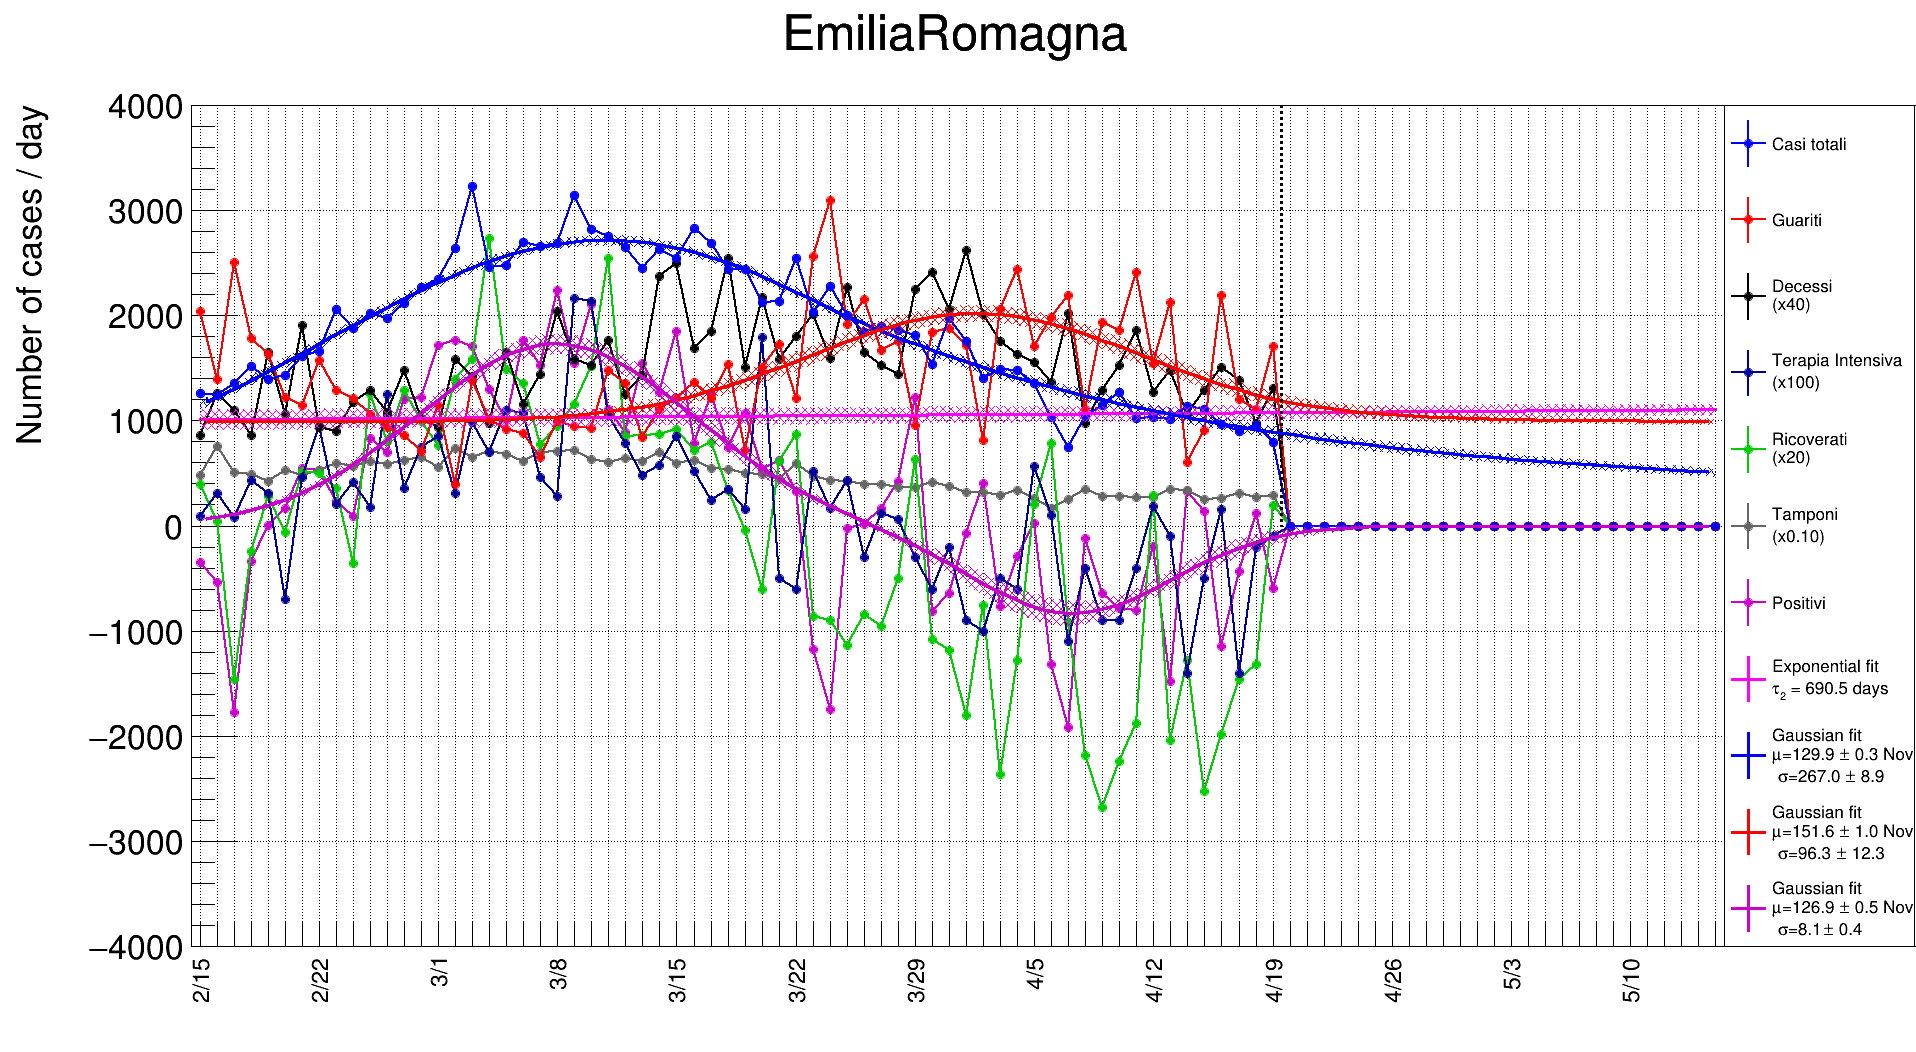 EmiliaRomagna
Number of cases / day
4000
3000
2000
1000
0
−1000
−2000
−3000
−4000
2/15
2/22
3/1
3/8
3/15
3/22
3/29
4/5
4/12
4/19
4/26
5/3
5/10
Casi totali
Guariti
Decessi
(x40)
Terapia Intensiva
(x100)
Ricoverati
(x20)
Tamponi
(x0.10)
Positivi
Exponential fit
τ2 = 690.5 days
Gaussian fit
μ=129.9 ± 0.3 Nov
σ=267.0 ± 8.9
Gaussian fit
μ=151.6 ± 1.0 Nov
σ=96.3 ± 12.3
Gaussian fit
μ=126.9 ± 0.5 Nov
σ=8.1 ± 0.4